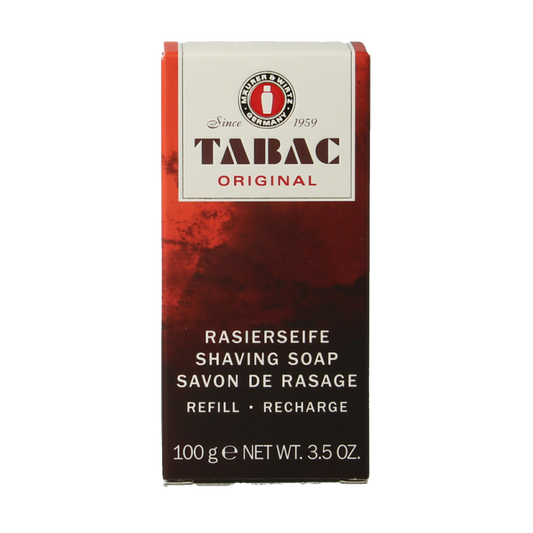 MÄURER & WIRTZ
• GERMANY •
Since 1959
TABAC
ORIGINAL
RASIERSEIFE
SHAVING SOAP
SAVON DE RASAGE
REFILL • RECHARGE
100 g ℮ NET WT. 3.5 OZ.